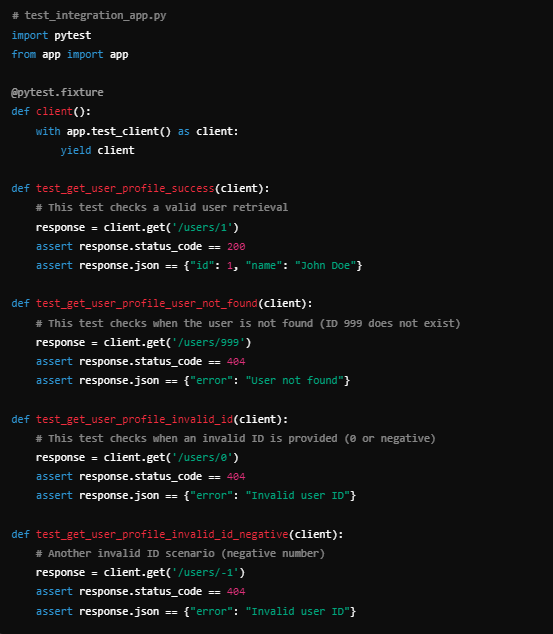 # test_integration_app.py
import pytest
from app import app

@pytest.fixture
def client():
    with app.test_client() as client:
        yield client

def test_get_user_profile_success(client):
    # This test checks a valid user retrieval
    response = client.get('/users/1')
    assert response.status_code == 200
    assert response.json == {"id": 1, "name": "John Doe"}

def test_get_user_profile_user_not_found(client):
    # This test checks when the user is not found (ID 999 does not exist)
    response = client.get('/users/999')
    assert response.status_code == 404
    assert response.json == {"error": "User not found"}

def test_get_user_profile_invalid_id(client):
    # This test checks when an invalid ID is provided (0 or negative)
    response = client.get('/users/0')
    assert response.status_code == 404
    assert response.json == {"error": "Invalid user ID"}

def test_get_user_profile_invalid_id_negative(client):
    # Another invalid ID scenario (negative number)
    response = client.get('/users/-1')
    assert response.status_code == 404
    assert response.json == {"error": "Invalid user ID"}